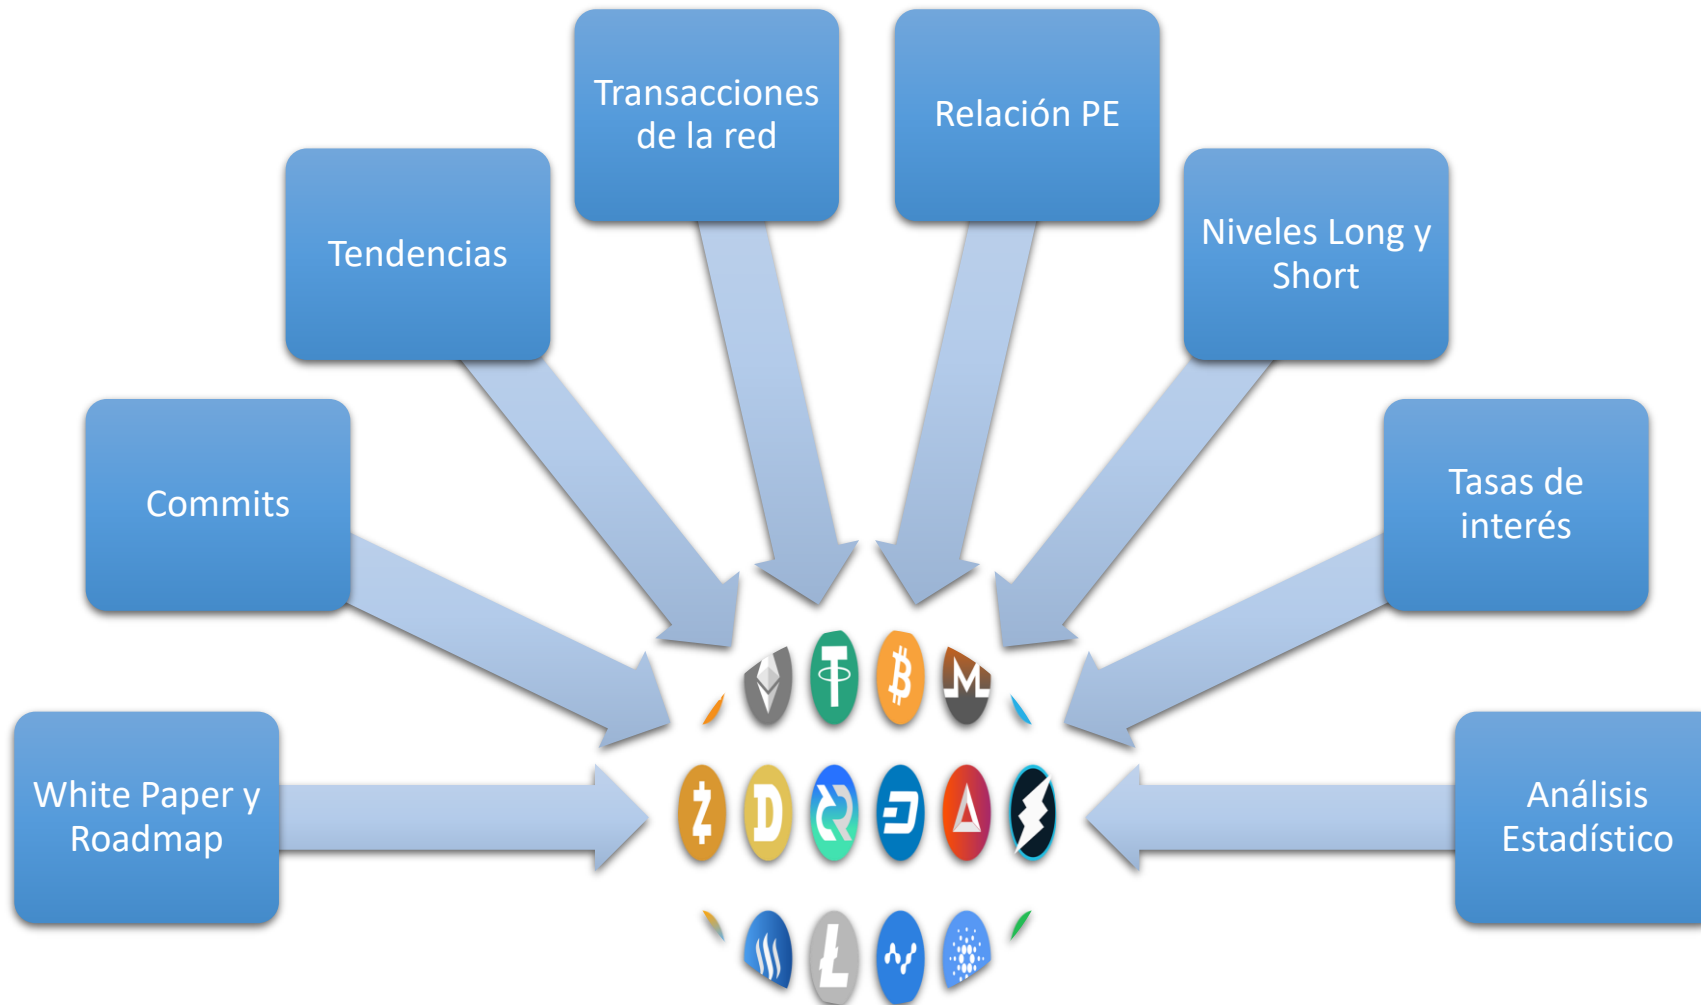 Transacciones
de la red
Relación PE
Tendencias
Niveles Long y
Short
Commits
Tasas de
interés
White Paper y
Roadmap
Análisis
Estadístico